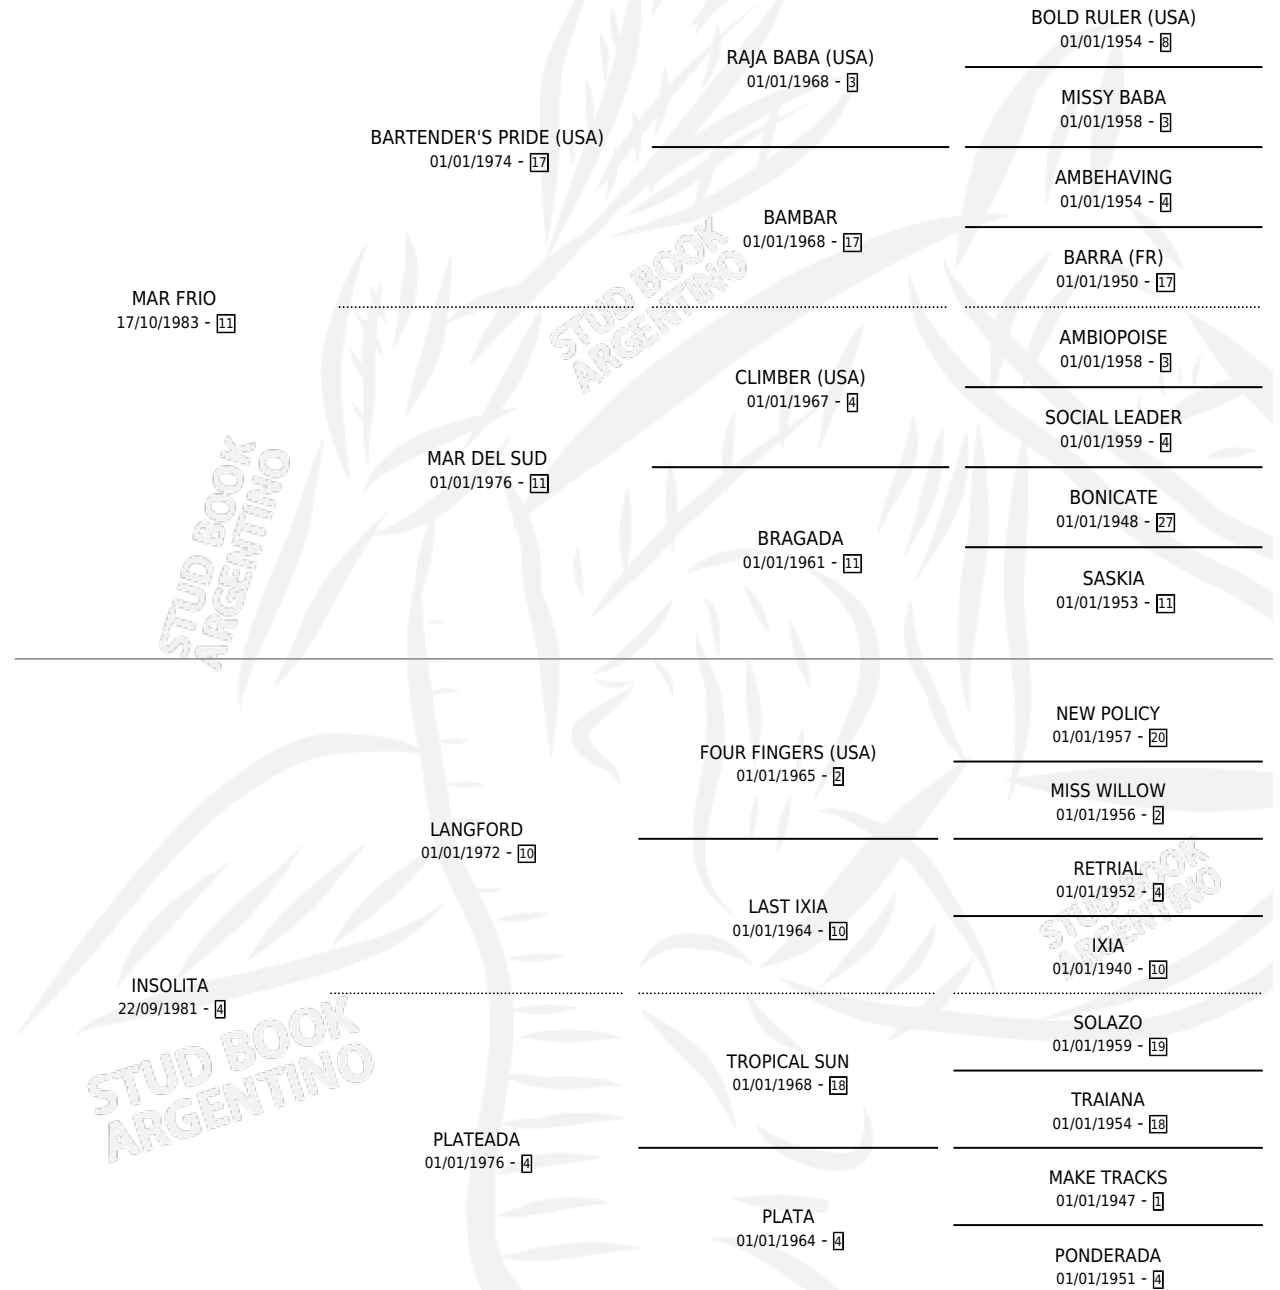 BOLD RULER (USA)
01/01/1954 - 8
RAJA BABA (USA)
01/01/1968 - 3
MISSY BABA
01/01/1958 - 3
BARTENDER'S PRIDE (USA)
01/01/1974 - 17
AMBEHAVING
01/01/1954 - 4
BAMBAR
01/01/1968 - 17
BARRA (FR)
01/01/1950 - 17
MAR FRIO
17/10/1983 - 11
AMBIOPOISE
01/01/1958 - 3
CLIMBER (USA)
01/01/1967 - 4
SOCIAL LEADER
01/01/1959 - 4
MAR DEL SUD
01/01/1976 - 11
BONICATE
01/01/1948 - 27
BRAGADA
01/01/1961 - 11
SASKIA
01/01/1953 - 11
NEW POLICY
01/01/1957 - 20
FOUR FINGERS (USA)
01/01/1965 - 2
MISS WILLOW
01/01/1956 - 2
LANGFORD
01/01/1972 - 10
RETRIAL
01/01/1952 - 4
LAST IXIA
01/01/1964 - 10
IXIA
01/01/1940 - 10
INSOLITA
22/09/1981 - 4
SOLAZO
01/01/1959 - 19
TROPICAL SUN
01/01/1968 - 18
TRAIANA
01/01/1954 - 18
PLATEADA
01/01/1976 - 4
MAKE TRACKS
01/01/1947 - 1
PLATA
01/01/1964 - 4
PONDERADA
01/01/1951 - 4
STUD BOOK
ARGENTINO
STUD BOOK
ARGENTINO
STUD BOOK
ARGENTINO
STUD BOOK
ARGENTINO